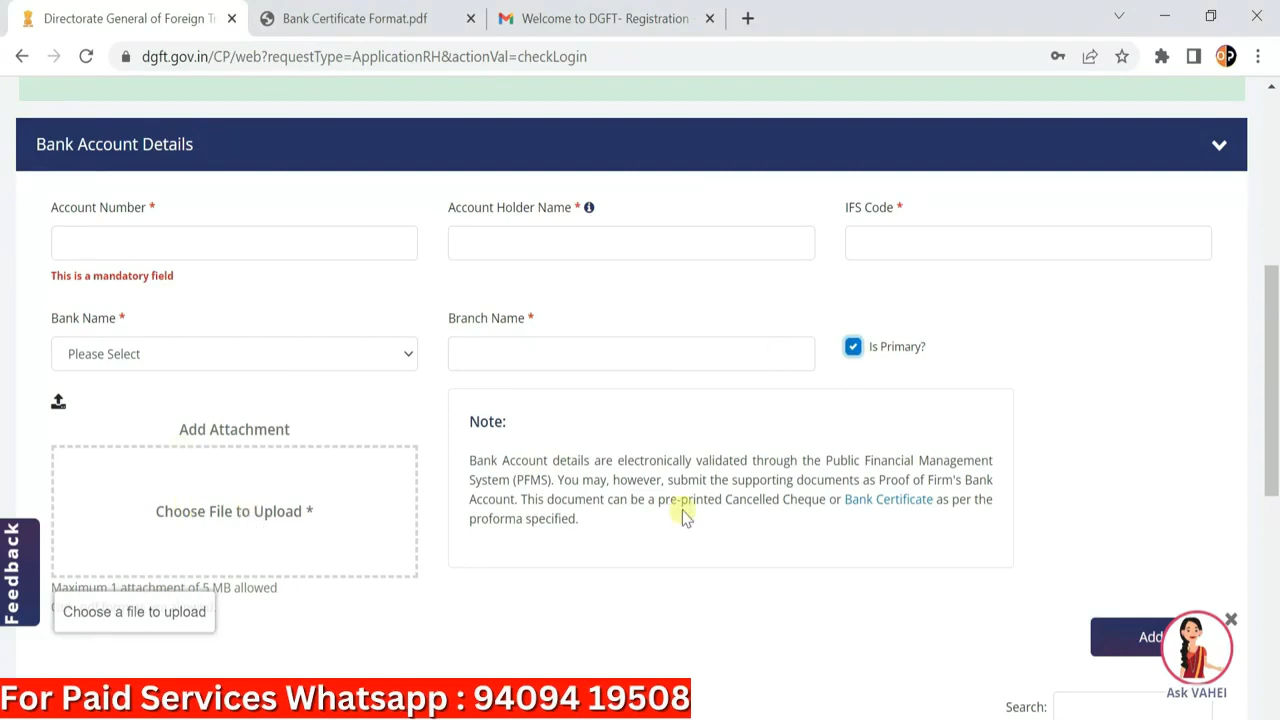 Directorate General of Foreign T
Bank Certificate Format.pdf
Welcome to DGFT- Registration
dgft.gov.in/CP/web?requestType=ApplicationRH&actionVal=checkLogin
Bank Account Details
Account Number *
Account Holder Name *
IFS Code *
This is a mandatory field
Bank Name *
Branch Name *
Please Select
Is Primary?
Add Attachment
Choose File to Upload *
Note:
Bank Account details are electronically validated through the Public Financial Management
System (PFMS). You may, however, submit the supporting documents as Proof of Firm's Bank
Account. This document can be a pre-printed Cancelled Cheque or Bank Certificate as per the
proforma specified.
Feedback
Maximum 1 attachment of 5 MB allowed
Choose a file to upload
Add
Ask VAHEI
For Paid Services Whatsapp : 94094 19508
Search: